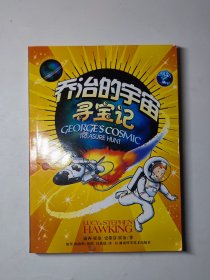 乔治的宇宙
寻宝记
GEORGE'S COSMIC
TREASURE HUNT
LUCY & STEPHEN
HAWKING